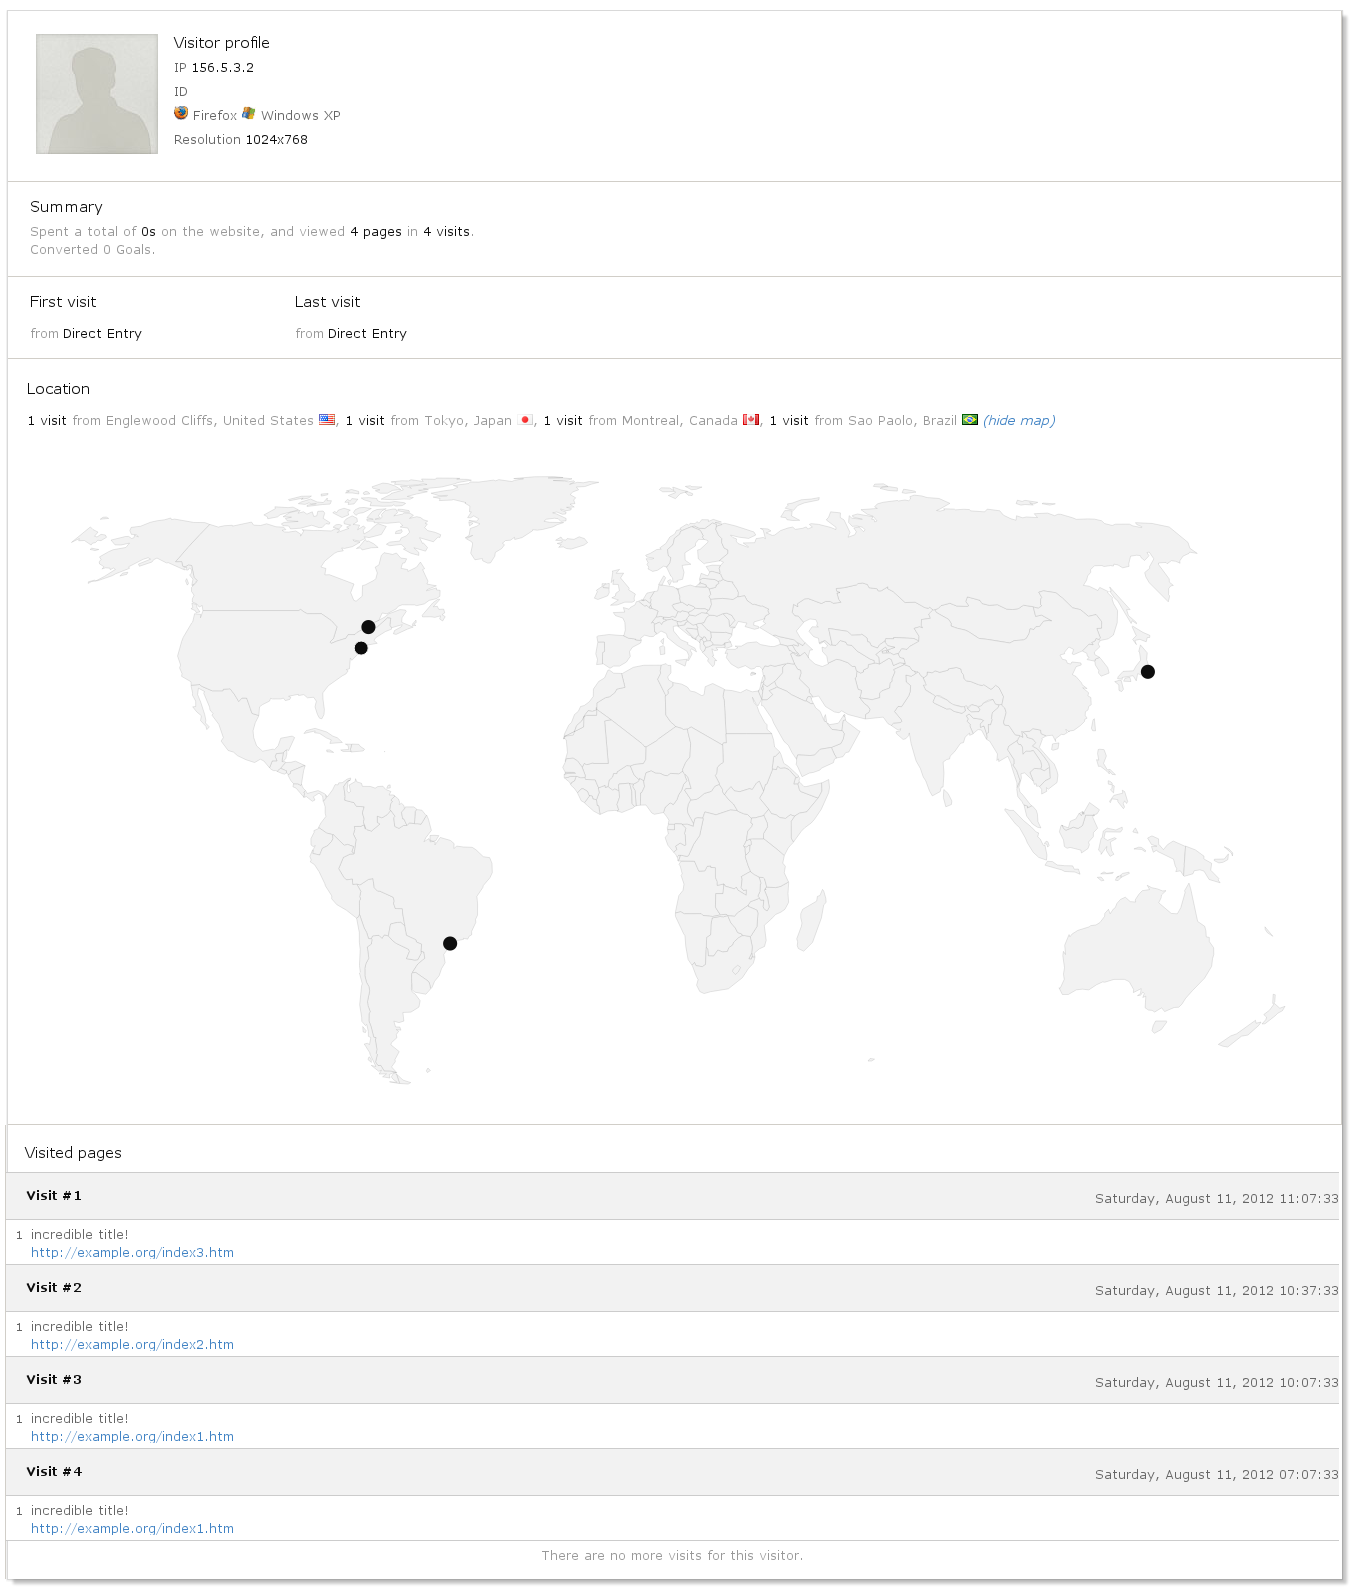 Visitor profile
IP 156.5.3.2
ID
Firefox Windows XP
Resolution 1024x768
Summary
Spent a total of 0s on the website, and viewed 4 pages in 4 visits.
Converted 0 Goals.
First visit Last visit
from Direct Entry from Direct Entry
Location
1 visit from Englewood Cliffs, United States , 1 visit from Tokyo, Japan , 1 visit from Montreal, Canada , 1 visit from Sao Paolo, Brazil (hide map)
Visited pages
Visit #1 Saturday, August 11, 2012 11:07:33
1 incredible title!
http://example.org/index3.htm
Visit #2 Saturday, August 11, 2012 10:37:33
1 incredible title!
http://example.org/index2.htm
Visit #3 Saturday, August 11, 2012 10:07:33
1 incredible title!
http://example.org/index1.htm
Visit #4 Saturday, August 11, 2012 07:07:33
1 incredible title!
http://example.org/index1.htm
There are no more visits for this visitor.